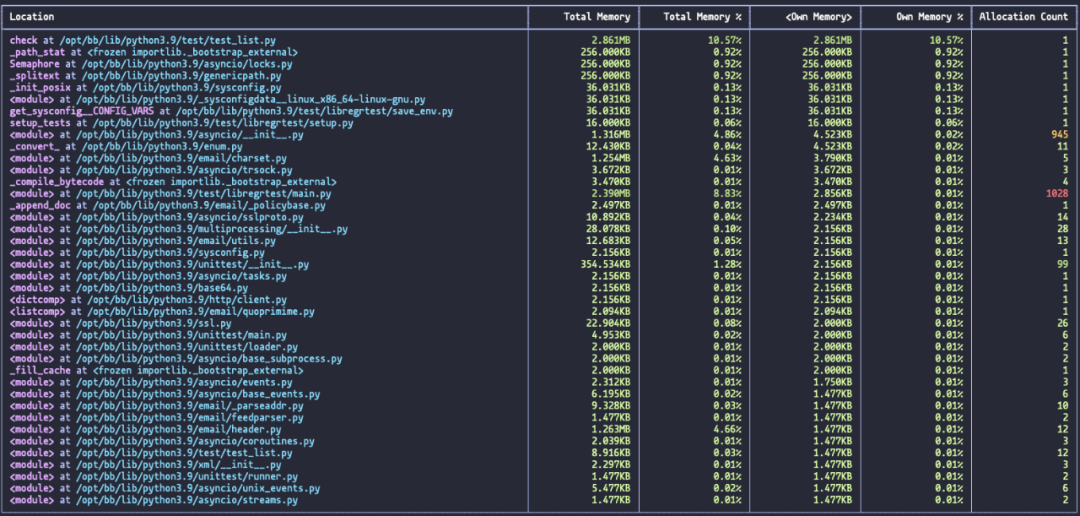 Location Total Memory Total Memory % <Own Memory> Own Memory % Allocation Count
check at /opt/bb/lib/python3.9/test/test_list.py 2.861MB 10.57% 2.861MB 10.57% 1
_path_stat at <frozen importlib._bootstrap_external> 256.000KB 0.92% 256.000KB 0.92% 1
Semaphore at /opt/bb/lib/python3.9/asyncio/locks.py 256.000KB 0.92% 256.000KB 0.92% 1
_splitext at /opt/bb/lib/python3.9/genericpath.py 256.000KB 0.92% 256.000KB 0.92% 1
_init_posix at /opt/bb/lib/python3.9/sysconfig.py 36.031KB 0.13% 36.031KB 0.13% 1
<module> at /opt/bb/lib/python3.9/_sysconfigdata__linux_x86_64-linux-gnu.py 36.031KB 0.13% 36.031KB 0.13% 1
get_sysconfig__CONFIG_VARS at /opt/bb/lib/python3.9/test/libregrtest/save_env.py 36.031KB 0.13% 36.031KB 0.13% 1
setup_tests at /opt/bb/lib/python3.9/test/libregrtest/setup.py 16.000KB 0.06% 16.000KB 0.06% 1
<module> at /opt/bb/lib/python3.9/asyncio/__init__.py 1.316MB 4.86% 4.523KB 0.02% 945
_convert_ at /opt/bb/lib/python3.9/enum.py 12.430KB 0.04% 4.523KB 0.02% 11
<module> at /opt/bb/lib/python3.9/email/charset.py 1.254MB 4.63% 3.790KB 0.01% 5
<module> at /opt/bb/lib/python3.9/asyncio/trsock.py 3.672KB 0.01% 3.672KB 0.01% 3
_compile_bytecode at <frozen importlib._bootstrap_external> 3.470KB 0.01% 3.470KB 0.01% 4
<module> at /opt/bb/lib/python3.9/test/libregrtest/main.py 2.390MB 8.83% 2.856KB 0.01% 1028
_append_doc at /opt/bb/lib/python3.9/email/_policybase.py 2.497KB 0.01% 2.497KB 0.01% 1
<module> at /opt/bb/lib/python3.9/asyncio/sslproto.py 10.892KB 0.04% 2.234KB 0.01% 14
<module> at /opt/bb/lib/python3.9/multiprocessing/__init__.py 28.078KB 0.10% 2.156KB 0.01% 28
<module> at /opt/bb/lib/python3.9/email/utils.py 12.683KB 0.05% 2.156KB 0.01% 13
<module> at /opt/bb/lib/python3.9/sysconfig.py 2.156KB 0.01% 2.156KB 0.01% 1
<module> at /opt/bb/lib/python3.9/unittest/__init__.py 354.534KB 1.28% 2.156KB 0.01% 99
<module> at /opt/bb/lib/python3.9/asyncio/tasks.py 2.156KB 0.01% 2.156KB 0.01% 1
<module> at /opt/bb/lib/python3.9/base64.py 2.156KB 0.01% 2.156KB 0.01% 1
<dictcomp> at /opt/bb/lib/python3.9/http/client.py 2.156KB 0.01% 2.156KB 0.01% 1
<listcomp> at /opt/bb/lib/python3.9/email/quoprimime.py 2.094KB 0.01% 2.094KB 0.01% 1
<module> at /opt/bb/lib/python3.9/ssl.py 22.904KB 0.08% 2.000KB 0.01% 26
<module> at /opt/bb/lib/python3.9/unittest/main.py 4.953KB 0.02% 2.000KB 0.01% 6
<module> at /opt/bb/lib/python3.9/unittest/loader.py 2.000KB 0.01% 2.000KB 0.01% 2
<module> at /opt/bb/lib/python3.9/asyncio/base_subprocess.py 2.000KB 0.01% 2.000KB 0.01% 2
_fill_cache at <frozen importlib._bootstrap_external> 2.000KB 0.01% 2.000KB 0.01% 1
<module> at /opt/bb/lib/python3.9/asyncio/events.py 2.312KB 0.01% 1.750KB 0.01% 3
<module> at /opt/bb/lib/python3.9/asyncio/base_events.py 6.195KB 0.02% 1.477KB 0.01% 6
<module> at /opt/bb/lib/python3.9/email/_parseaddr.py 9.328KB 0.03% 1.477KB 0.01% 10
<module> at /opt/bb/lib/python3.9/email/feedparser.py 1.477KB 0.01% 1.477KB 0.01% 2
<module> at /opt/bb/lib/python3.9/email/header.py 1.263MB 4.66% 1.477KB 0.01% 12
<module> at /opt/bb/lib/python3.9/asyncio/coroutines.py 2.039KB 0.01% 1.477KB 0.01% 3
<module> at /opt/bb/lib/python3.9/test/test_list.py 8.916KB 0.03% 1.477KB 0.01% 12
<module> at /opt/bb/lib/python3.9/xml/__init__.py 2.297KB 0.01% 1.477KB 0.01% 3
<module> at /opt/bb/lib/python3.9/unittest/runner.py 1.477KB 0.01% 1.477KB 0.01% 2
<module> at /opt/bb/lib/python3.9/asyncio/unix_events.py 5.477KB 0.02% 1.477KB 0.01% 6
<module> at /opt/bb/lib/python3.9/asyncio/streams.py 1.477KB 0.01% 1.477KB 0.01% 2